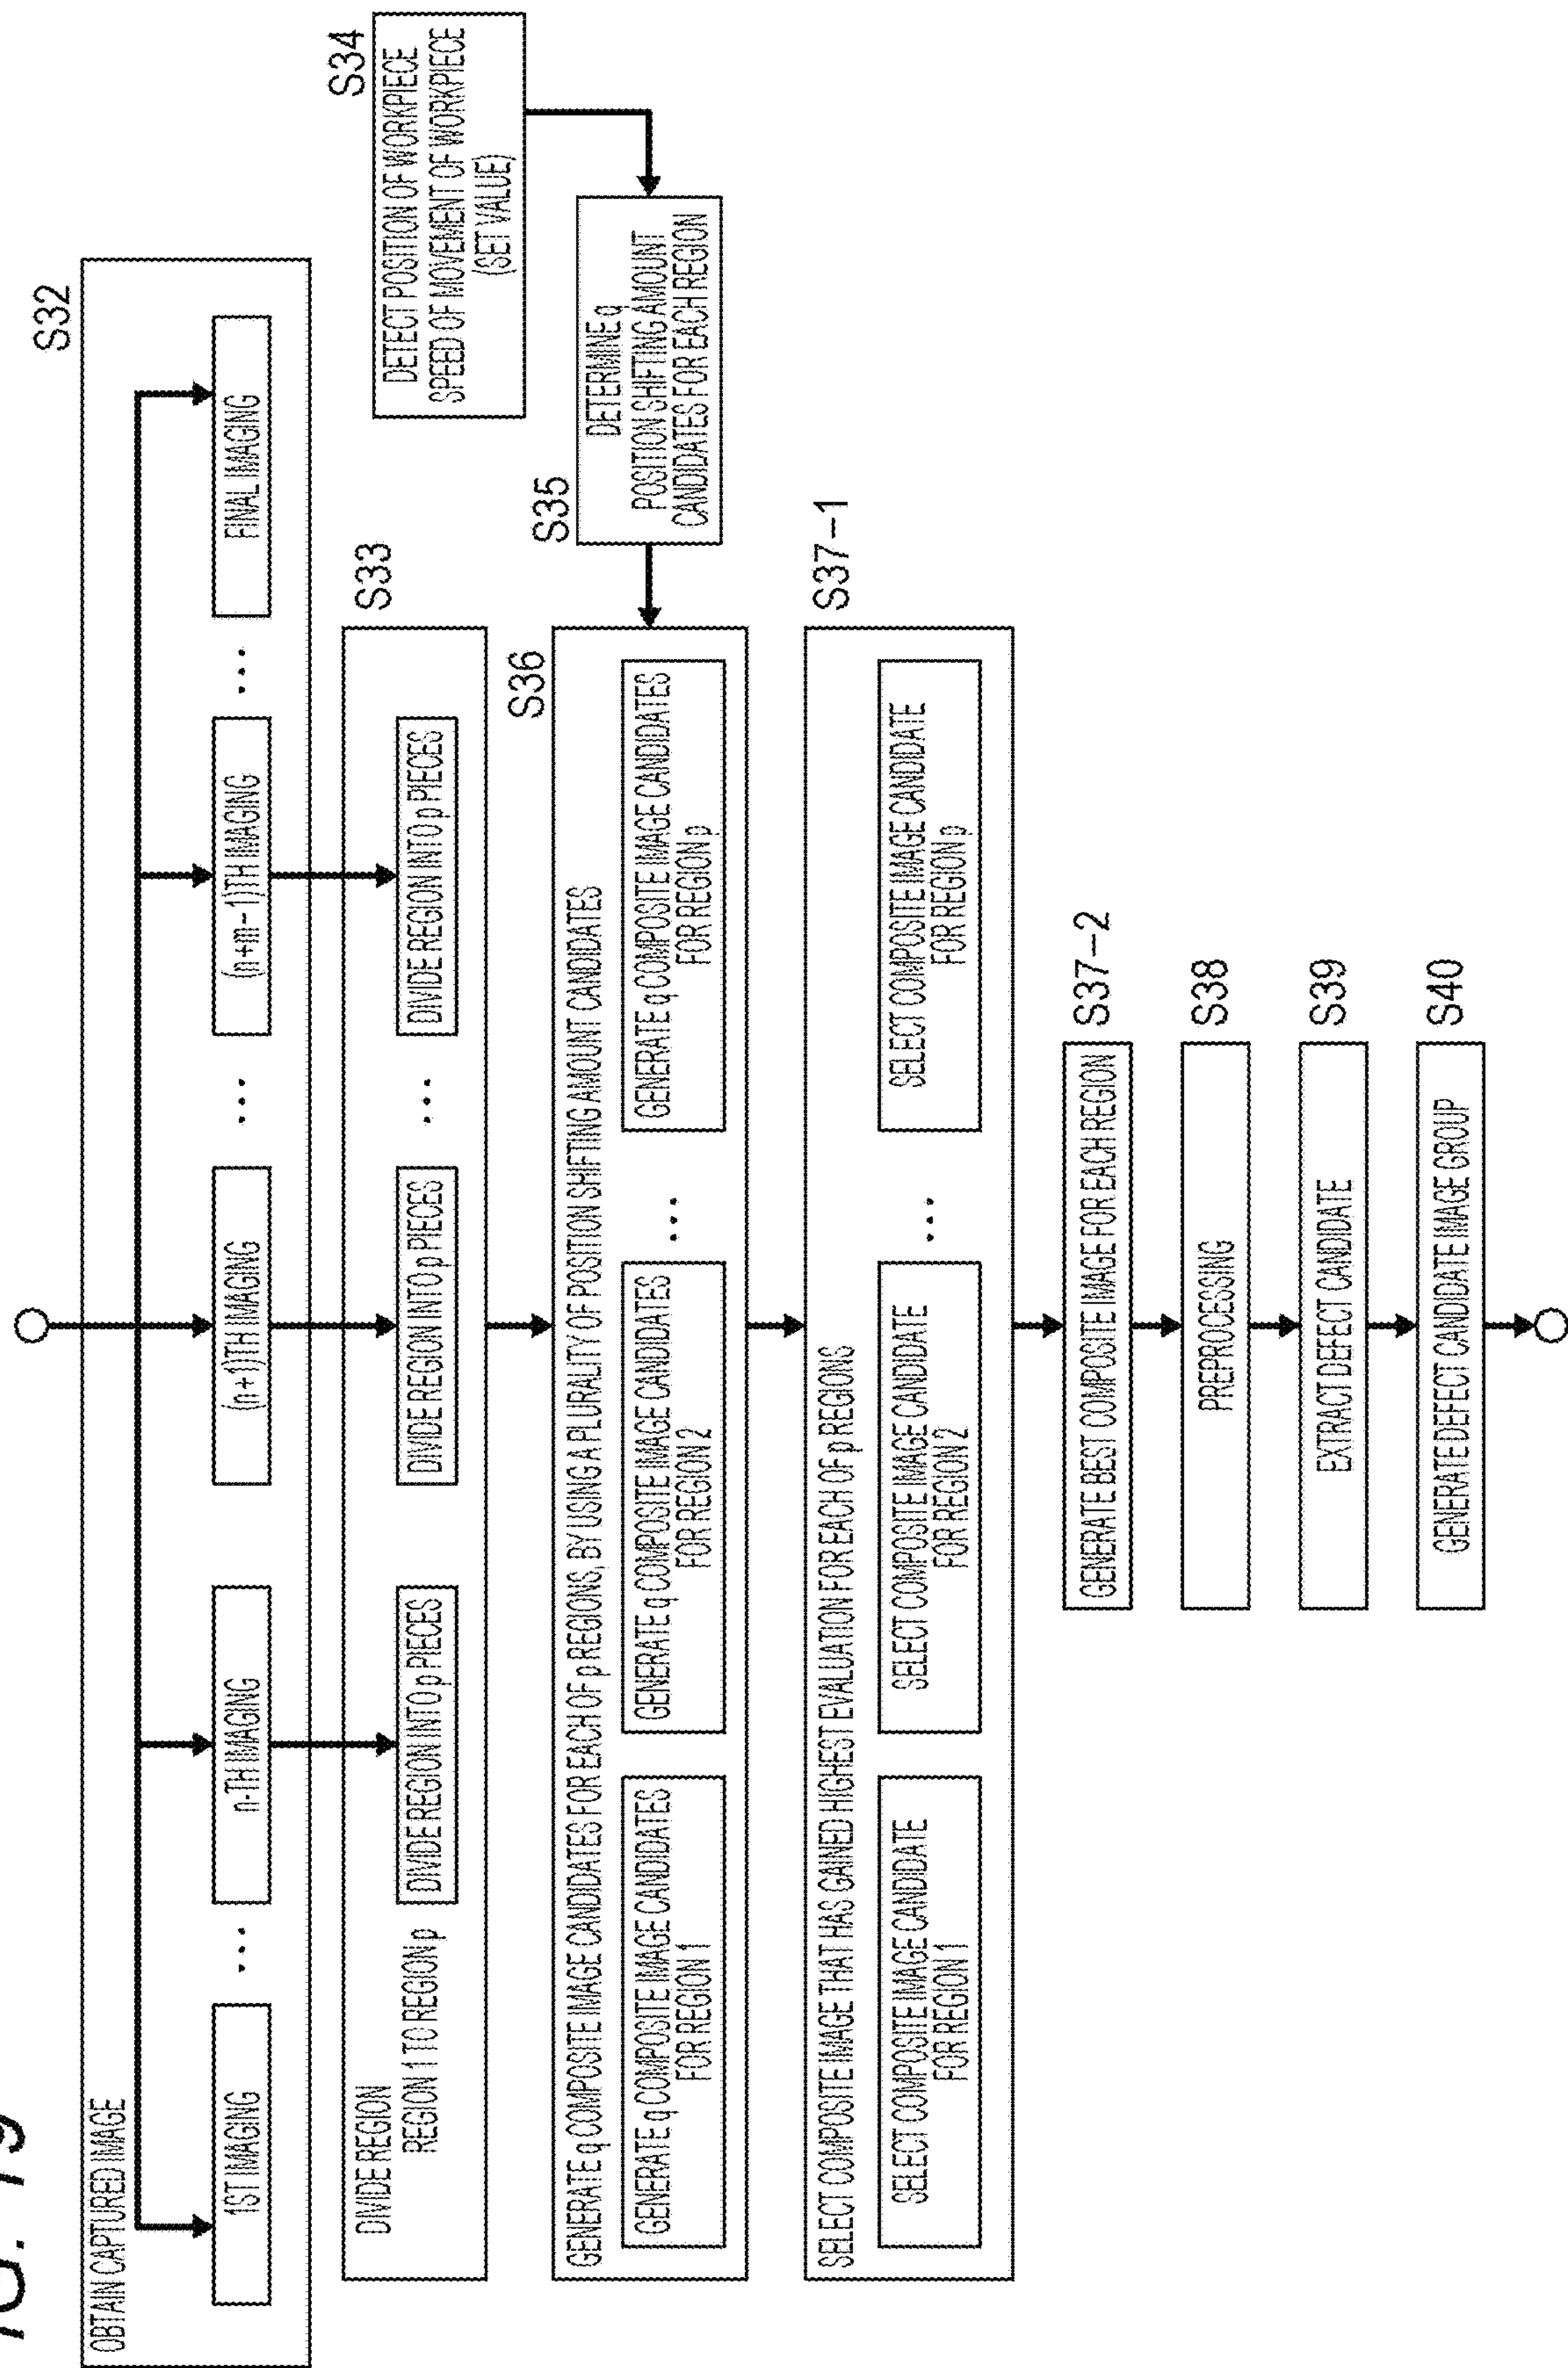 FIG. 19
S32
OBTAIN CAPTURED IMAGE
1ST IMAGING
...
n-TH IMAGING
(n+1)TH IMAGING
...
(n+m-1)TH IMAGING
...
FINAL IMAGING
S33
DIVIDE REGION
REGION 1 TO REGION p
DIVIDE REGION INTO p PIECES
DIVIDE REGION INTO p PIECES
...
DIVIDE REGION INTO p PIECES
S34
DETECT POSITION OF WORKPIECE
SPEED OF MOVEMENT OF WORKPIECE
(SET VALUE)
S35
DETERMINE q
POSITION SHIFTING AMOUNT
CANDIDATES FOR EACH REGION
S36
GENERATE q COMPOSITE IMAGE CANDIDATES FOR EACH OF p REGIONS, BY USING A PLURALITY OF POSITION SHIFTING AMOUNT CANDIDATES
GENERATE q COMPOSITE IMAGE CANDIDATES
FOR REGION 1
GENERATE q COMPOSITE IMAGE CANDIDATES
FOR REGION 2
...
GENERATE q COMPOSITE IMAGE CANDIDATES
FOR REGION p
S37-1
SELECT COMPOSITE IMAGE THAT HAS GAINED HIGHEST EVALUATION FOR EACH OF p REGIONS
SELECT COMPOSITE IMAGE CANDIDATE
FOR REGION 1
SELECT COMPOSITE IMAGE CANDIDATE
FOR REGION 2
...
SELECT COMPOSITE IMAGE CANDIDATE
FOR REGION p
S37-2
GENERATE BEST COMPOSITE IMAGE FOR EACH REGION
S38
PREPROCESSING
S39
EXTRACT DEFECT CANDIDATE
S40
GENERATE DEFECT CANDIDATE IMAGE GROUP